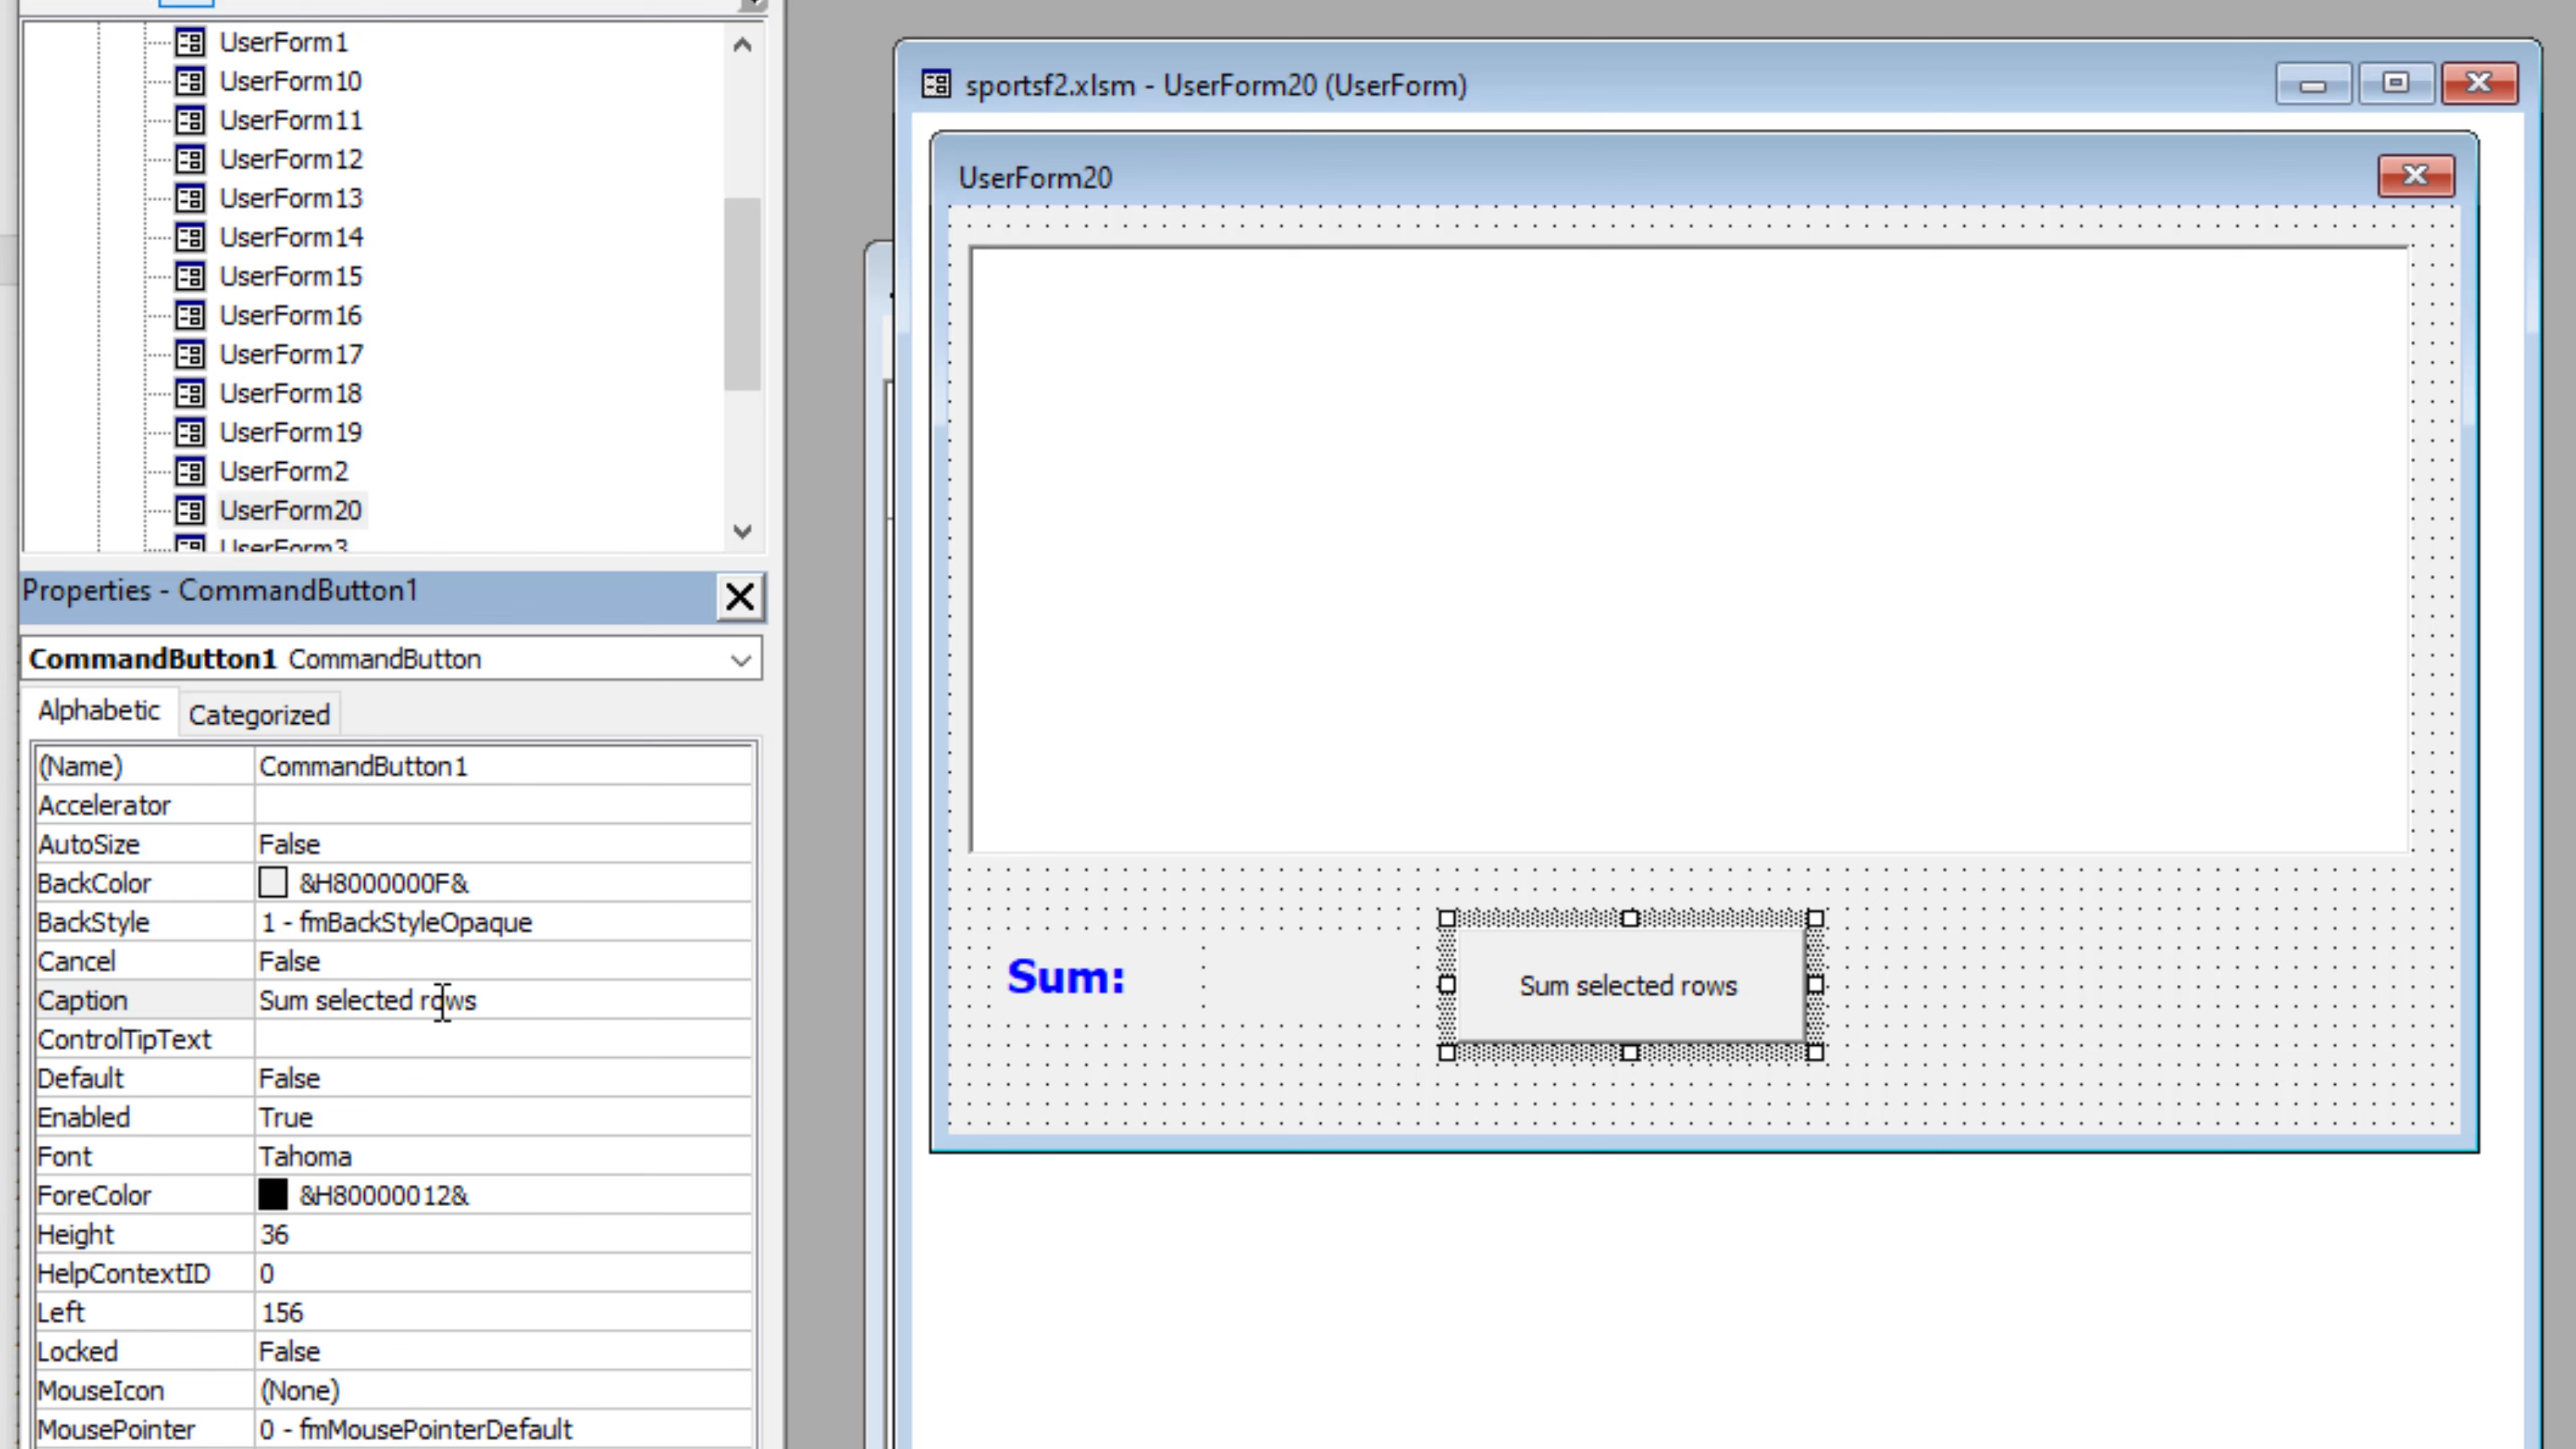 UserForm1
UserForm10
UserForm11
UserForm12
UserForm13
UserForm14
UserForm15
UserForm16
UserForm17
UserForm18
UserForm19
UserForm2
UserForm20
UserForm3
Properties - CommandButton1
CommandButton1 CommandButton
Alphabetic Categorized
(Name) CommandButton1
Accelerator
AutoSize False
BackColor &H8000000F&
BackStyle 1 - fmBackStyleOpaque
Cancel False
Caption Sum selected rows
ControlTipText
Default False
Enabled True
Font Tahoma
ForeColor &H80000012&
Height 36
HelpContextID 0
Left 156
Locked False
MouseIcon (None)
MousePointer 0 - fmMousePointerDefault
sportsf2.xlsm - UserForm20 (UserForm)
UserForm20
Sum:
Sum selected rows